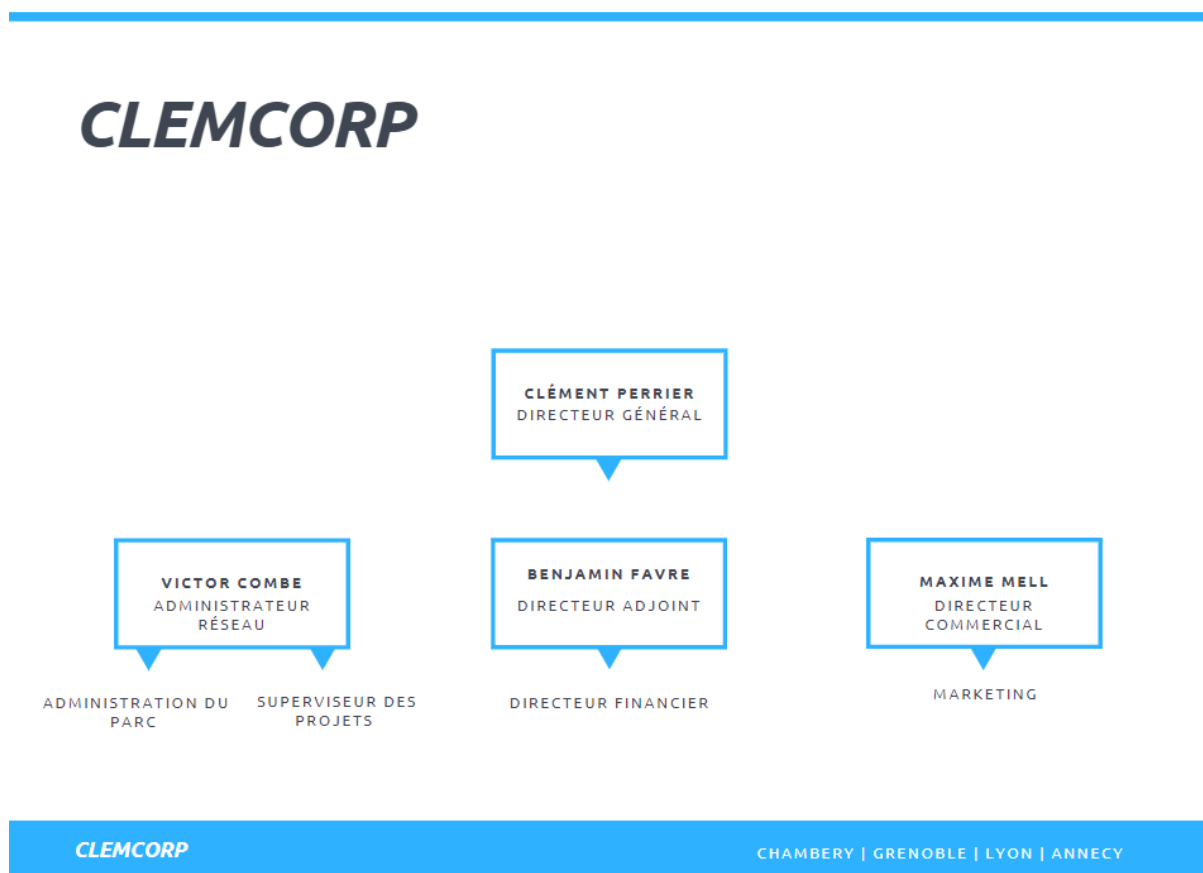 CLEMCORP
CLÉMENT PERRIER
DIRECTEUR GÉNÉRAL
VICTOR COMBE
ADMINISTRATEUR
RÉSEAU
BENJAMIN FAVRE
DIRECTEUR ADJOINT
MAXIME MELL
DIRECTEUR
COMMERCIAL
ADMINISTRATION DU
PARC
SUPERVISEUR DES
PROJETS
DIRECTEUR FINANCIER
MARKETING
CLEMCORP
CHAMBERY | GRENOBLE | LYON | ANNECY